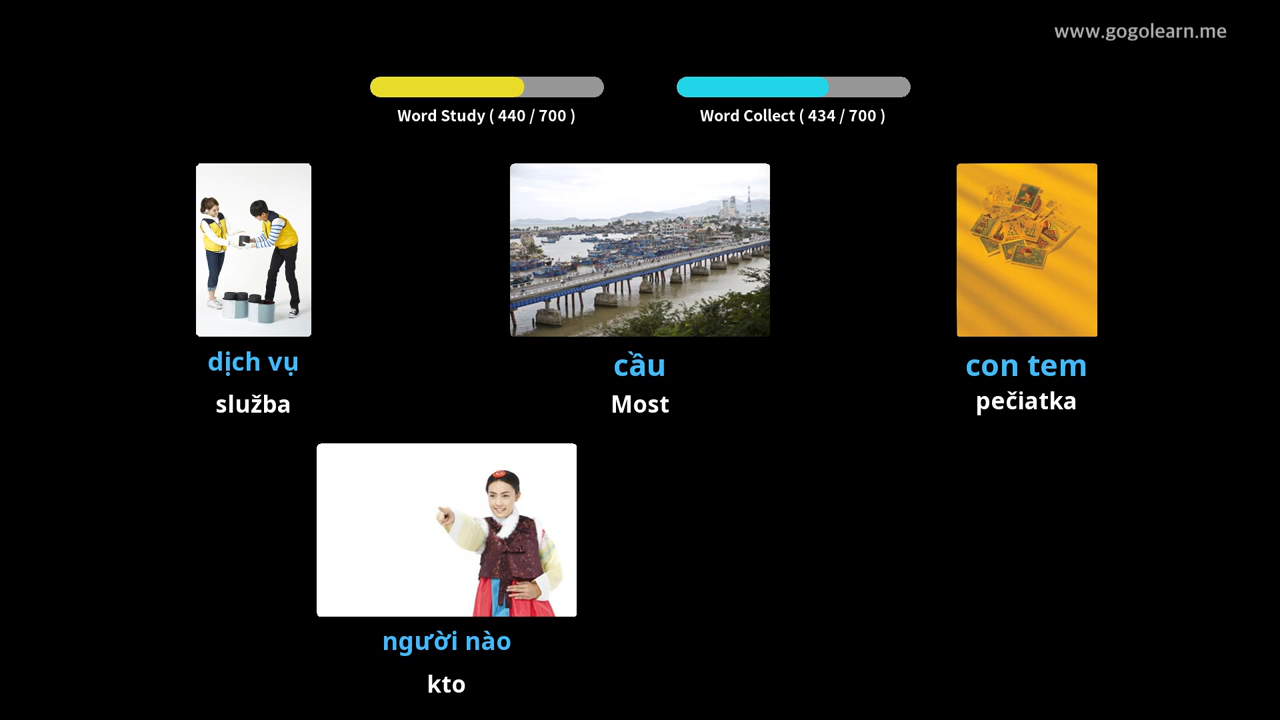 www.gogolearn.me
Word Study ( 440 / 700 )
Word Collect ( 434 / 700 )
dịch vụ
služba
cầu
Most
con tem
pečiatka
người nào
kto